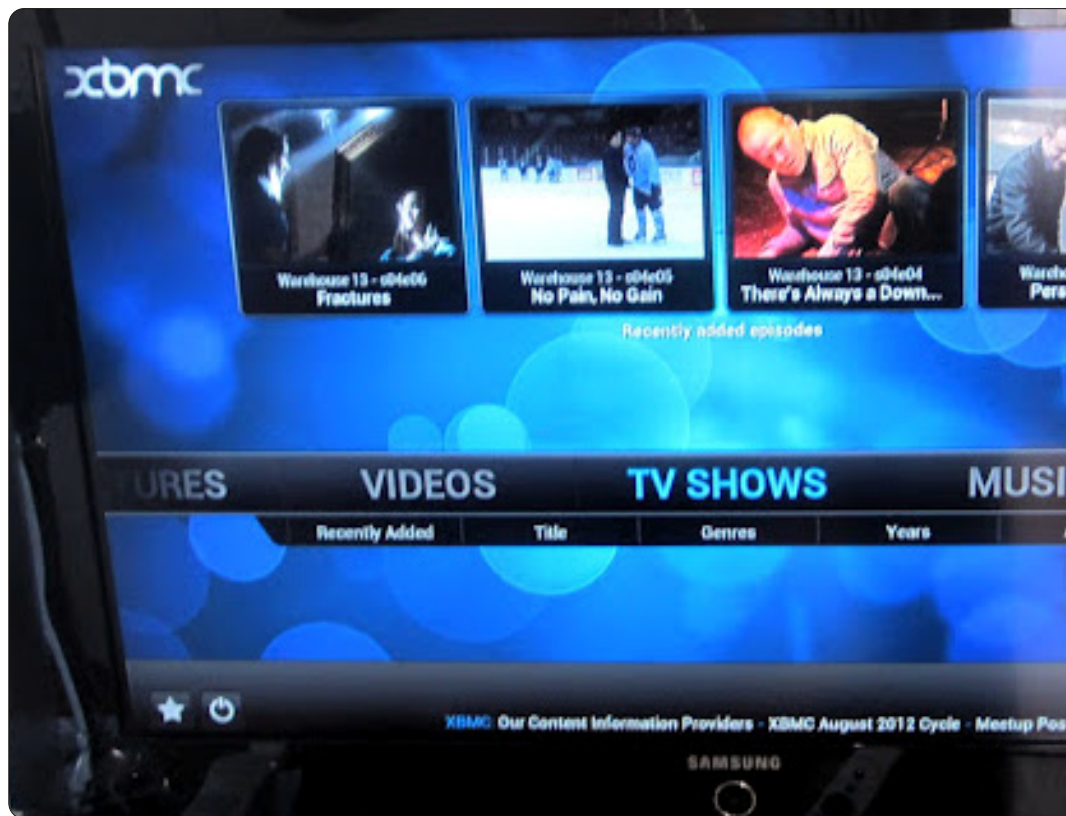 xbmc
Warehouse 13 - s04e06
Fractures
Warehouse 13 - s04e05
No Pain, No Gain
Warehouse 13 - s04e04
There's Always a Down...
Recently added episodes
VIDEOS
TV SHOWS
Recently Added
Title
Genres
Years
XBMC Our Content Information Providers - XBMC August 2012 Cycle - Meetup
SAMSUNG